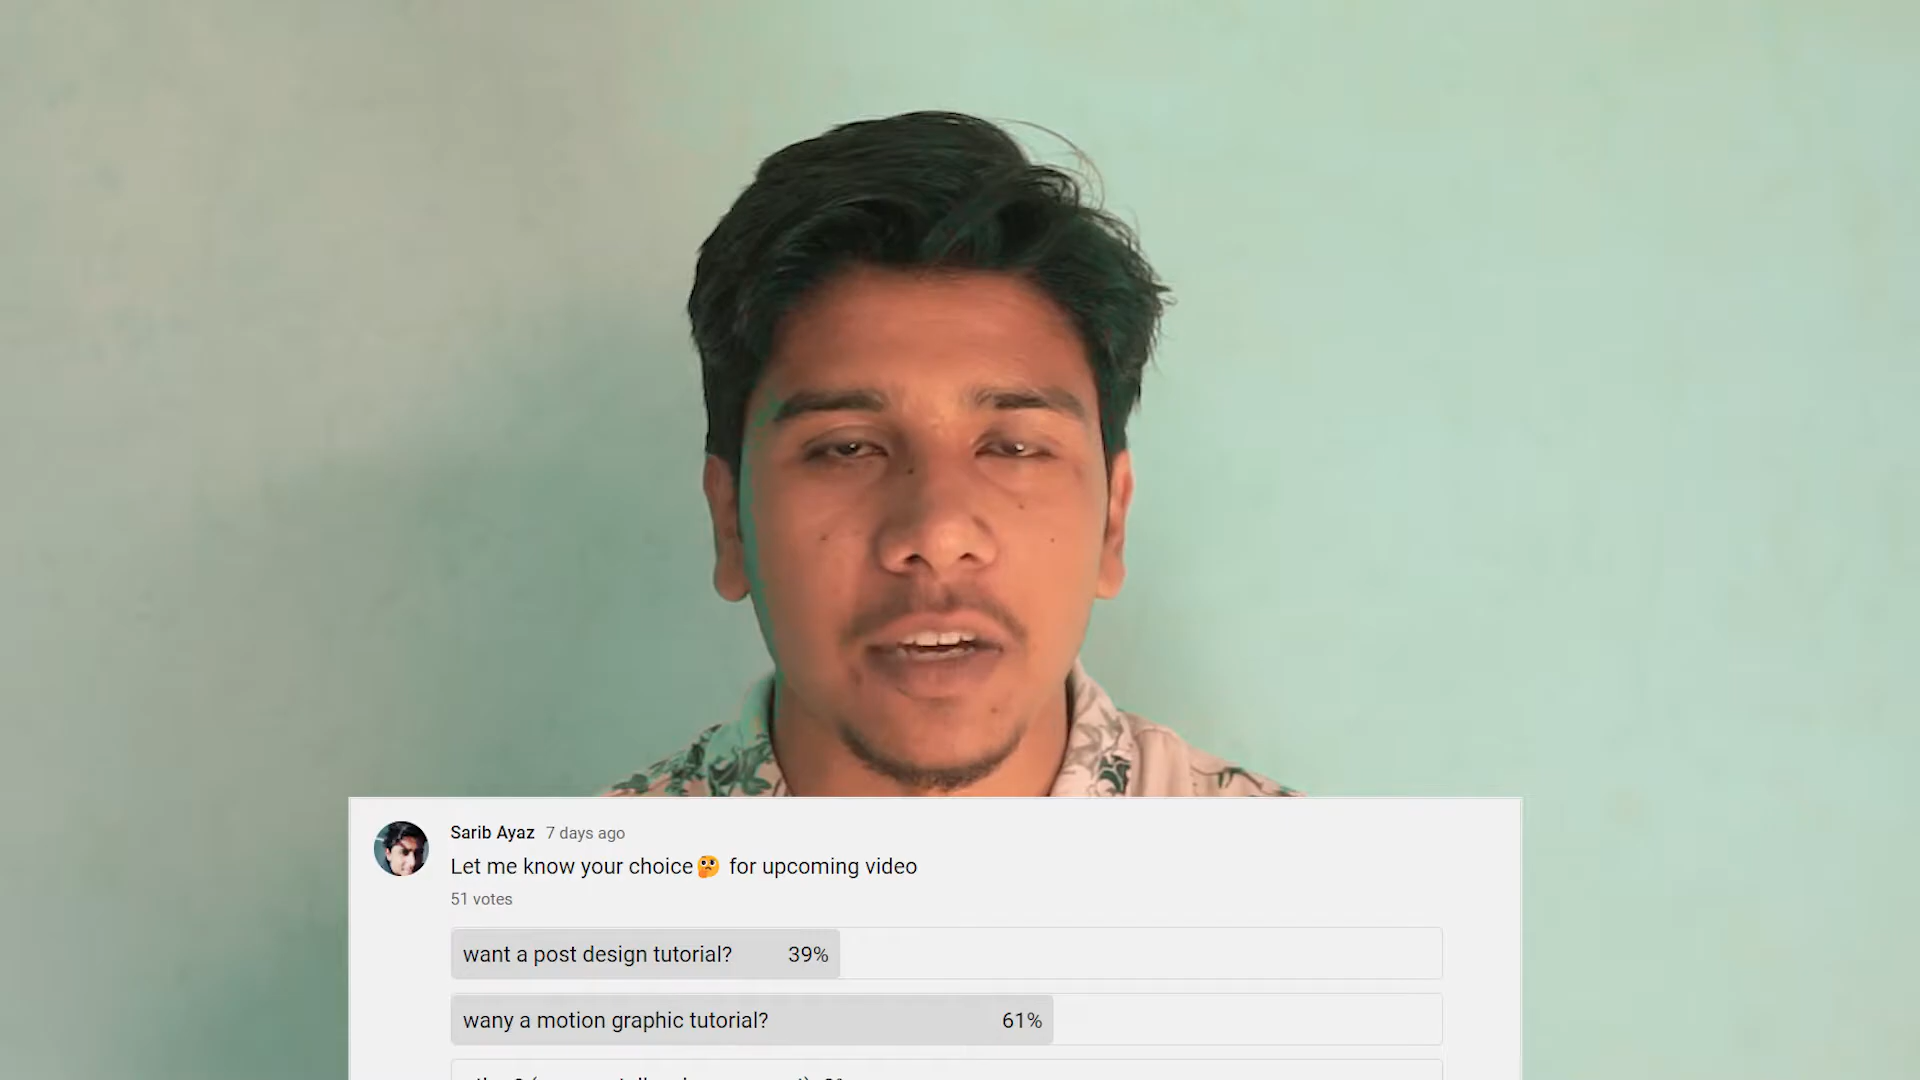 Sarib Ayaz 7 days ago
Let me know your choice🤔 for upcoming video
51 votes
want a post design tutorial? 39%
wany a motion graphic tutorial? 61%